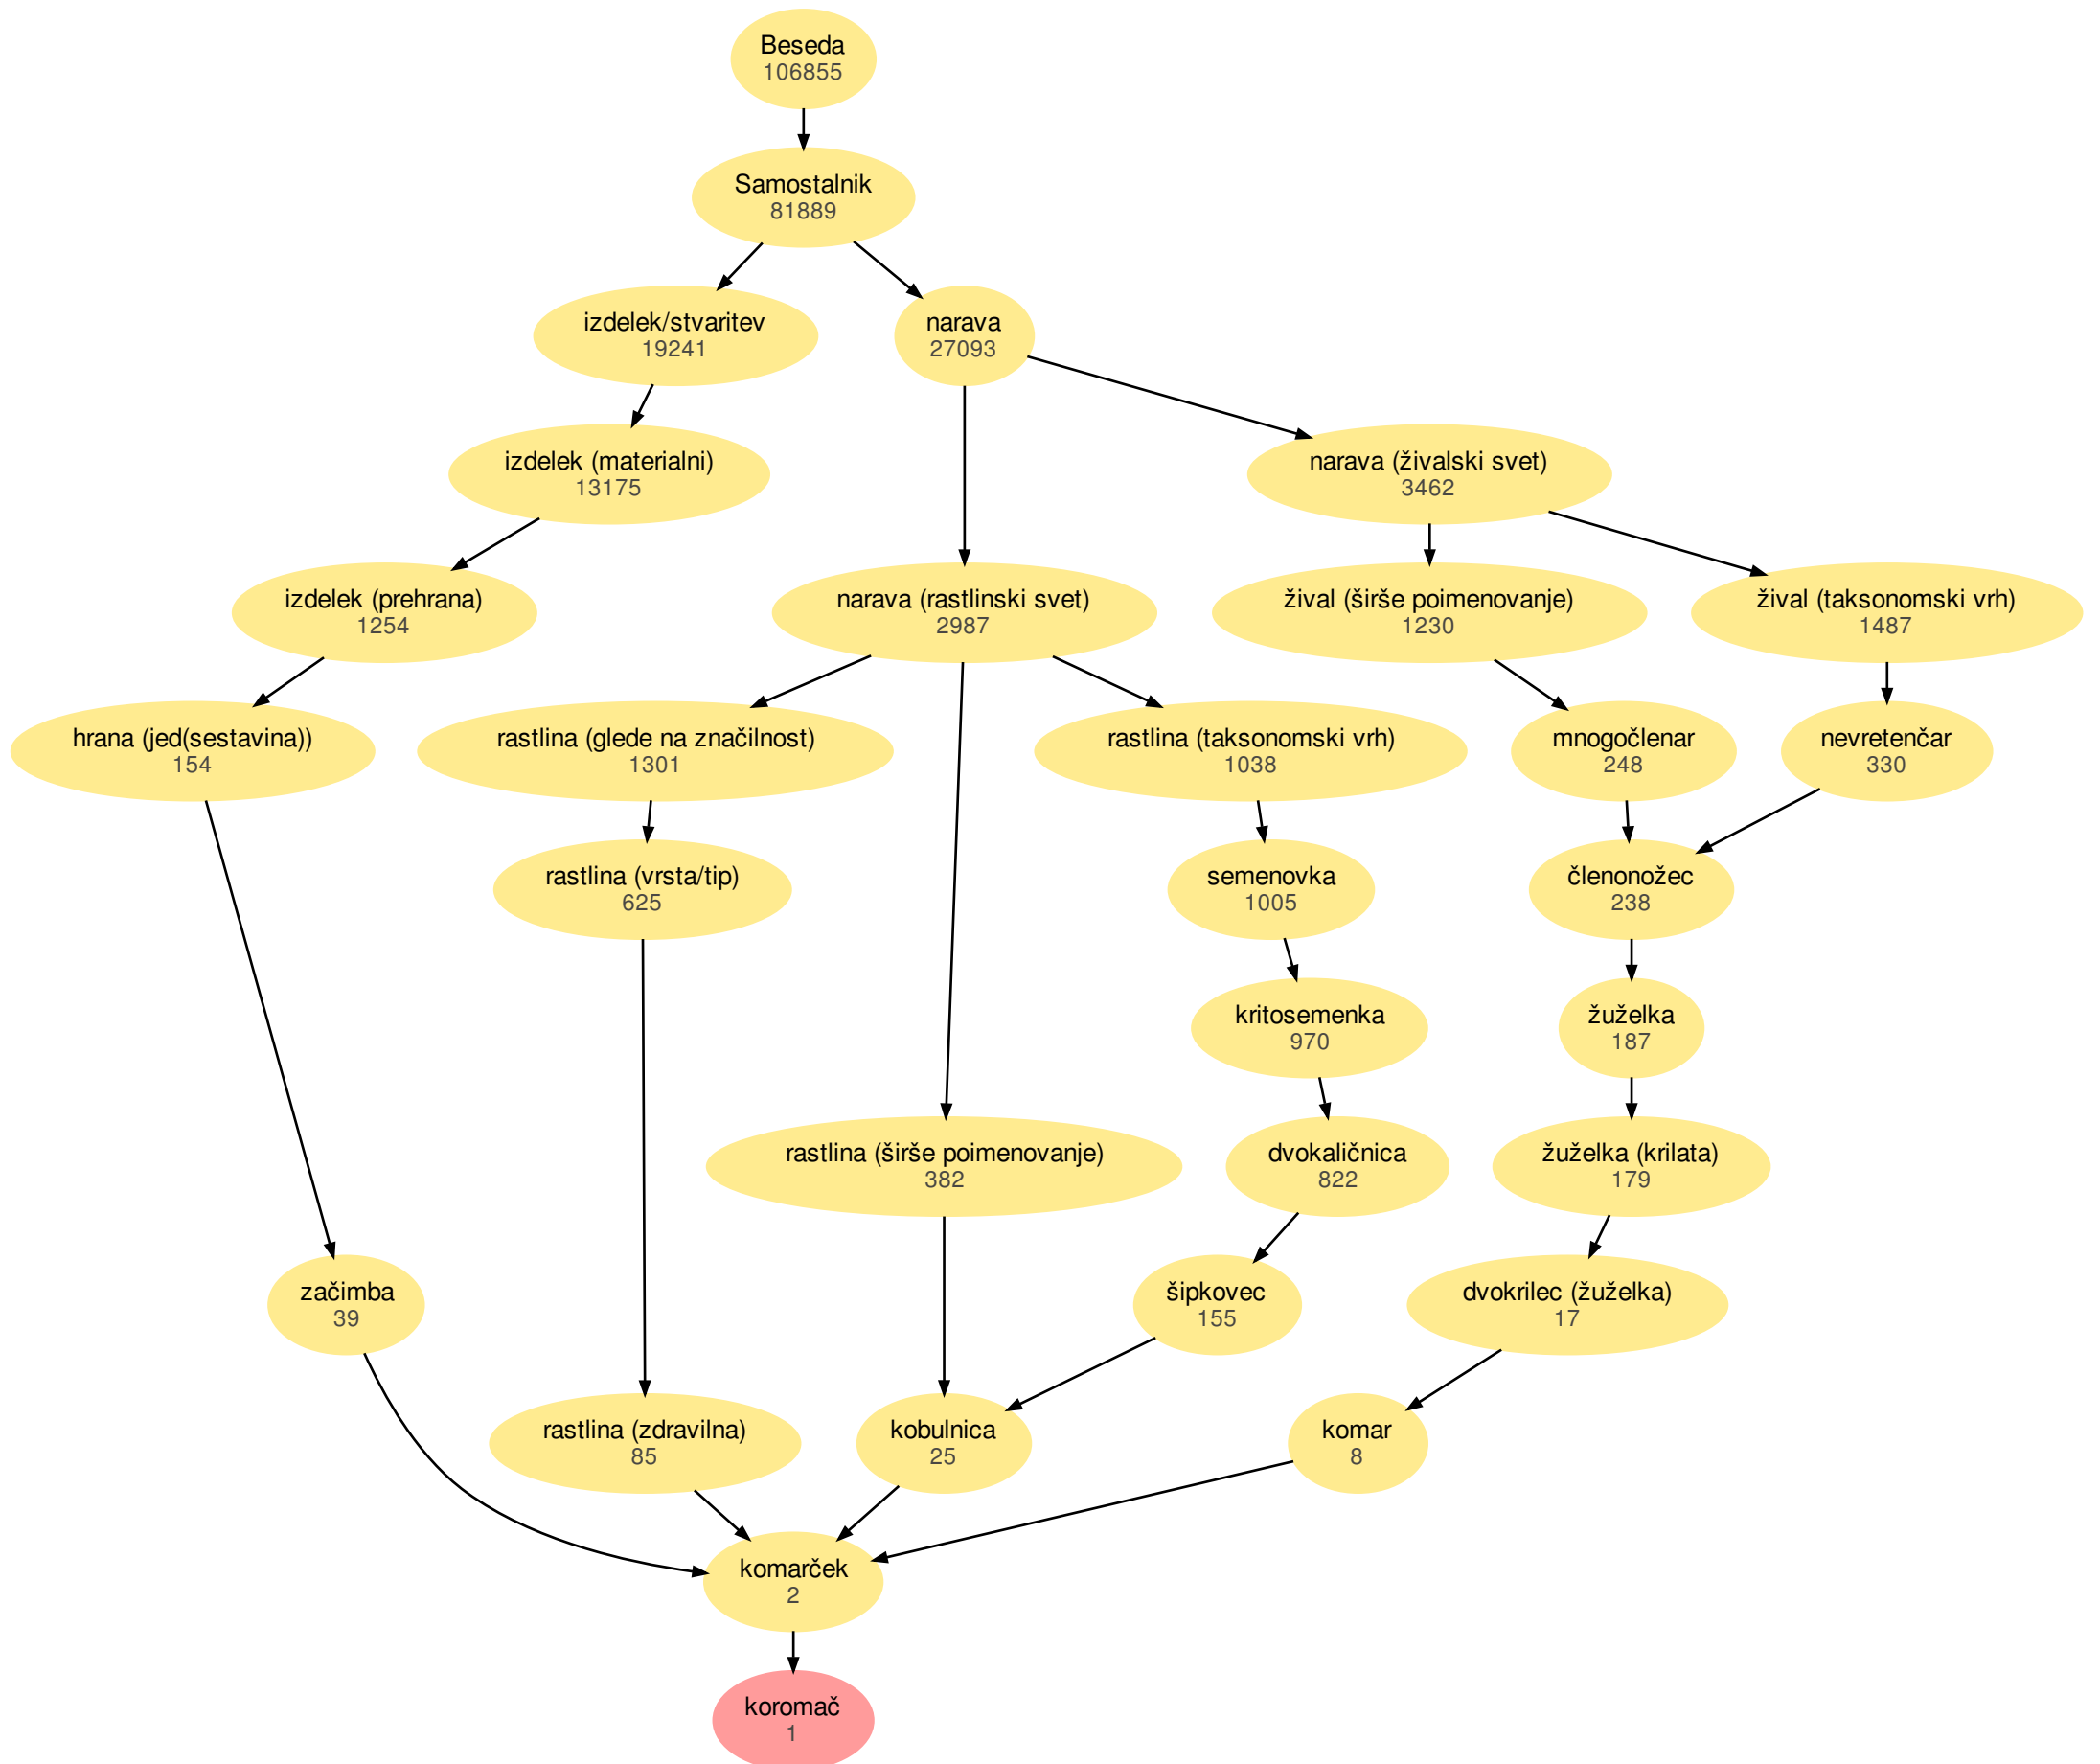 Beseda
106855
Samostalnik
81889
izdelek/stvaritev
19241
narava
27093
izdelek (materialni)
13175
narava (živalski svet)
3462
izdelek (prehrana)
1254
narava (rastlinski svet)
2987
žival (širše poimenovanje)
1230
žival (taksonomski vrh)
1487
hrana (jed(sestavina))
154
rastlina (glede na značilnost)
1301
rastlina (taksonomski vrh)
1038
mnogočlenar
248
nevretenčar
330
rastlina (vrsta/tip)
625
semenovka
1005
členonožec
238
kritosemenka
970
žuželka
187
rastlina (širše poimenovanje)
382
dvokaličnica
822
žuželka (krilata)
179
začimba
39
šipkovec
155
dvokrilec (žuželka)
17
rastlina (zdravilna)
85
kobulnica
25
komar
8
komarček
2
koromač
1